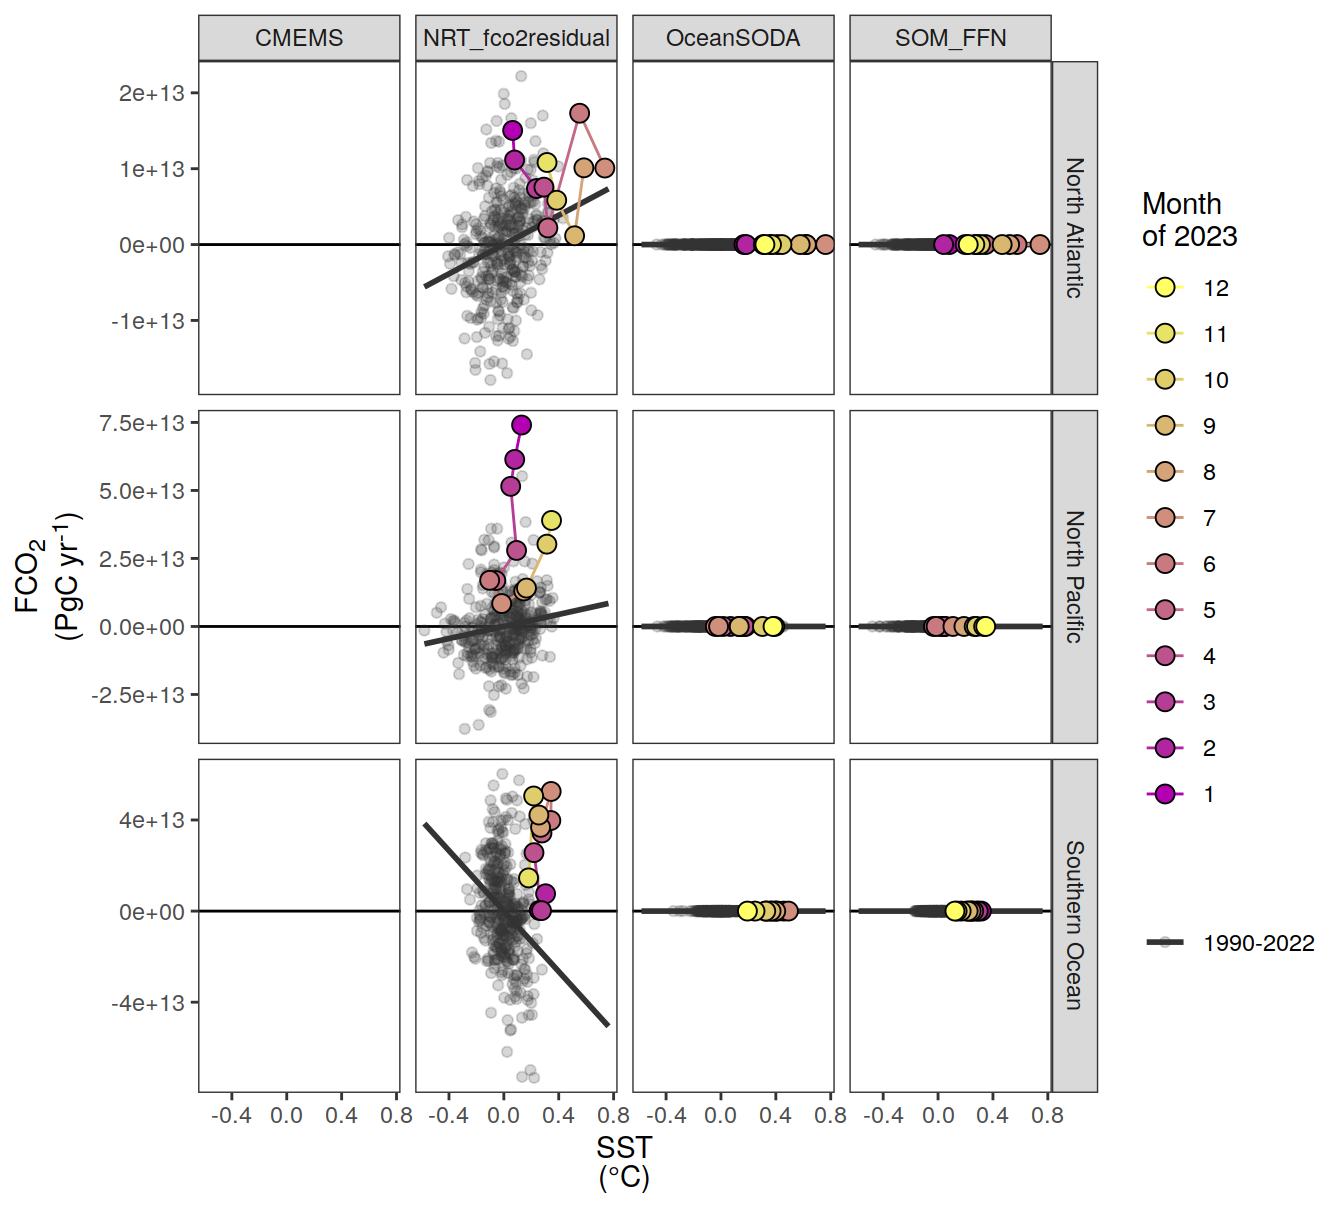 CMEMS NRT_fco2residual OceanSODA SOM_FFN
2e+13
1e+13
0e+00
-1e+13
North Atlantic
7.5e+13
5.0e+13
2.5e+13
0.0e+00
-2.5e+13
North Pacific
4e+13
0e+00
-4e+13
Southern Ocean
-0.4 0.0 0.4 0.8 -0.4 0.0 0.4 0.8 -0.4 0.0 0.4 0.8 -0.4 0.0 0.4 0.8
SST
(°C)
FCO₂
(PgC yr⁻¹)
Month
of 2023
12
11
10
9
8
7
6
5
4
3
2
1
1990-2022